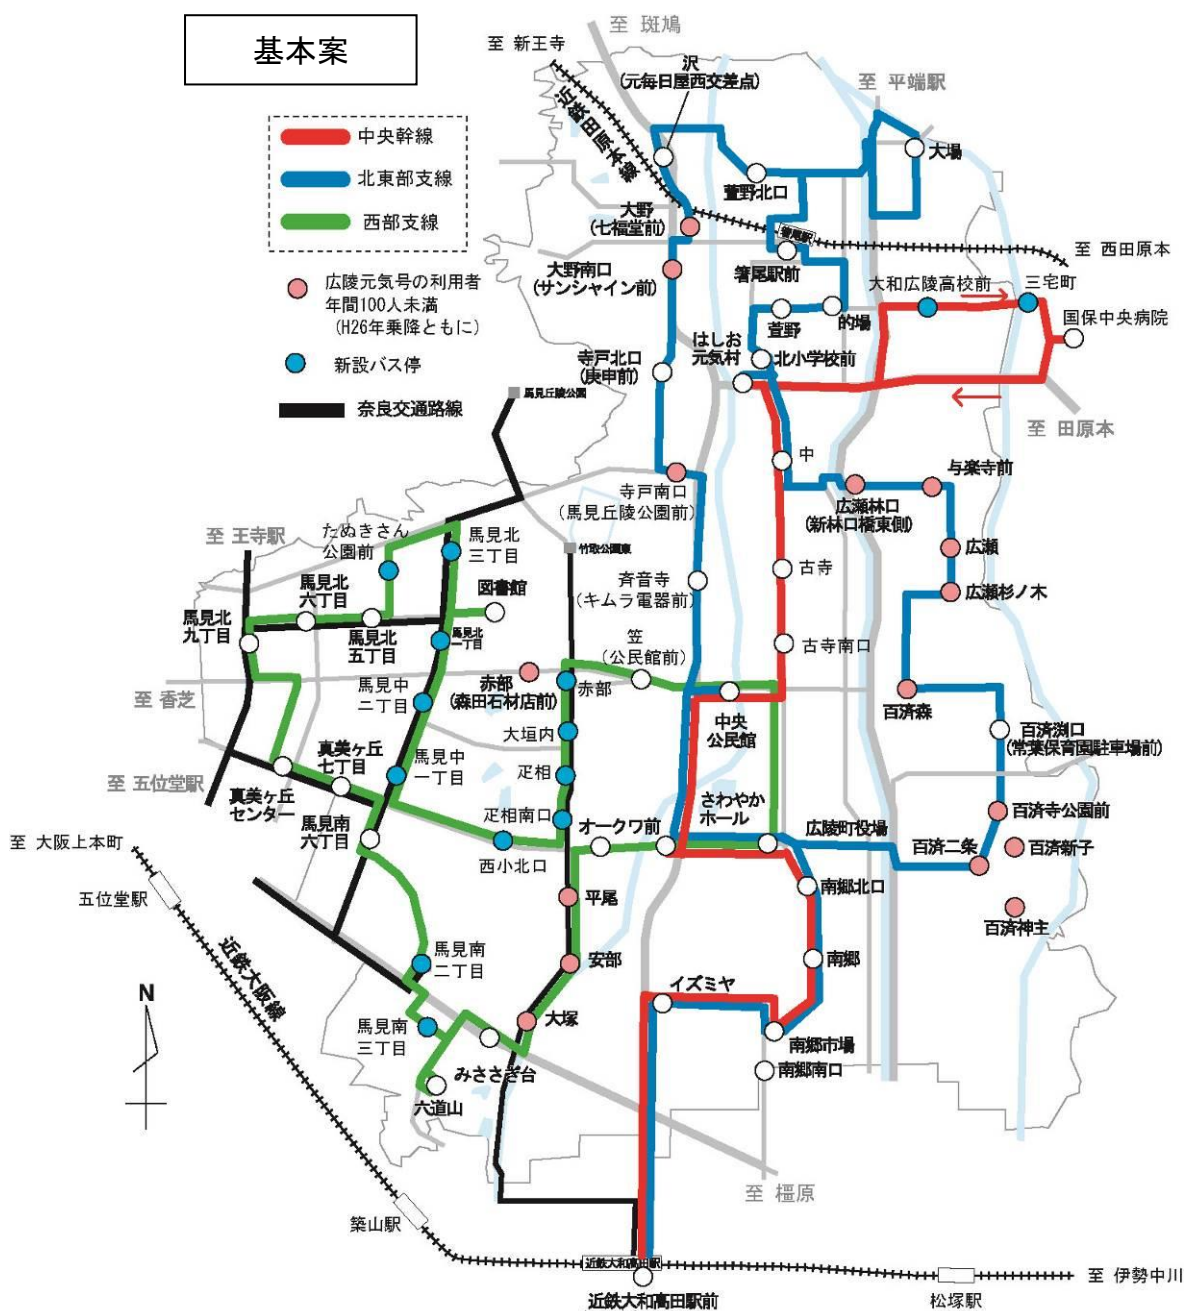 基本案
至 斑鳩
至 新王寺
沢
(元毎日屋西交差点)
至 平端駅
近鉄田原本線
中央幹線
北東部支線
西部支線
大場
萱野北口
大野
(七福堂前)
箸尾駅
至 西田原本
箸尾駅前
大野南口
(サンシャイン前)
広陵元気号の利用者
年間100人未満
(H26年乗降ともに)
大和広陵高校前
三宅町
国保中央病院
萱野
的場
はしお
元気村
北小学校前
新設バス停
寺戸北口
(庚申前)
奈良交通路線
馬見丘陵公園
至 田原本
中
与楽寺前
寺戸南口
(馬見丘陵公園前)
広瀬林口
(新林口橋東側)
至 王寺駅
たぬきさん
公園前
馬見北
三丁目
竹取公園東
広瀬
古寺
斉音寺
(キムラ電器前)
広瀬杉ノ木
馬見北
六丁目
図書館
馬見北
九丁目
馬見北
五丁目
馬見北
一丁目
笠
(公民館前)
古寺南口
至 香芝
馬見中
二丁目
赤部
(森田石材店前)
赤部
百済森
中央
公民館
大垣内
百済渕口
(常葉保育園駐車場前)
真美ヶ丘
七丁目
馬見中
一丁目
疋相
至 五位堂駅
真美ヶ丘
センター
馬見南
六丁目
疋相南口
オークワ前
さわやか
ホール
広陵町役場
百済寺公園前
百済新子
至 大阪上本町
西小北口
百済二条
五位堂駅
平尾
南郷北口
百済神主
馬見南
二丁目
安部
南郷
近鉄大阪線
イズミヤ
N
馬見南
三丁目
大塚
南郷市場
みささぎ台
南郷南口
六道山
至 橿原
築山駅
近鉄大和高田駅
近鉄大和高田駅前
至 伊勢中川
松塚駅